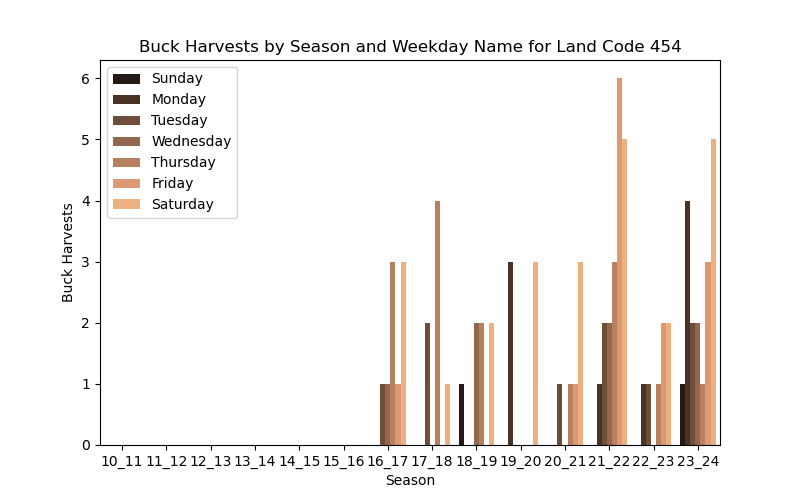 Buck Harvests by Season and Weekday Name for Land Code 454
Sunday
Monday
Tuesday
Wednesday
Thursday
Friday
Saturday
6
5
4
3
2
1
0
Buck Harvests
10_11 11_12 12_13 13_14 14_15 15_16 16_17 17_18 18_19 19_20 20_21 21_22 22_23 23_24
Season